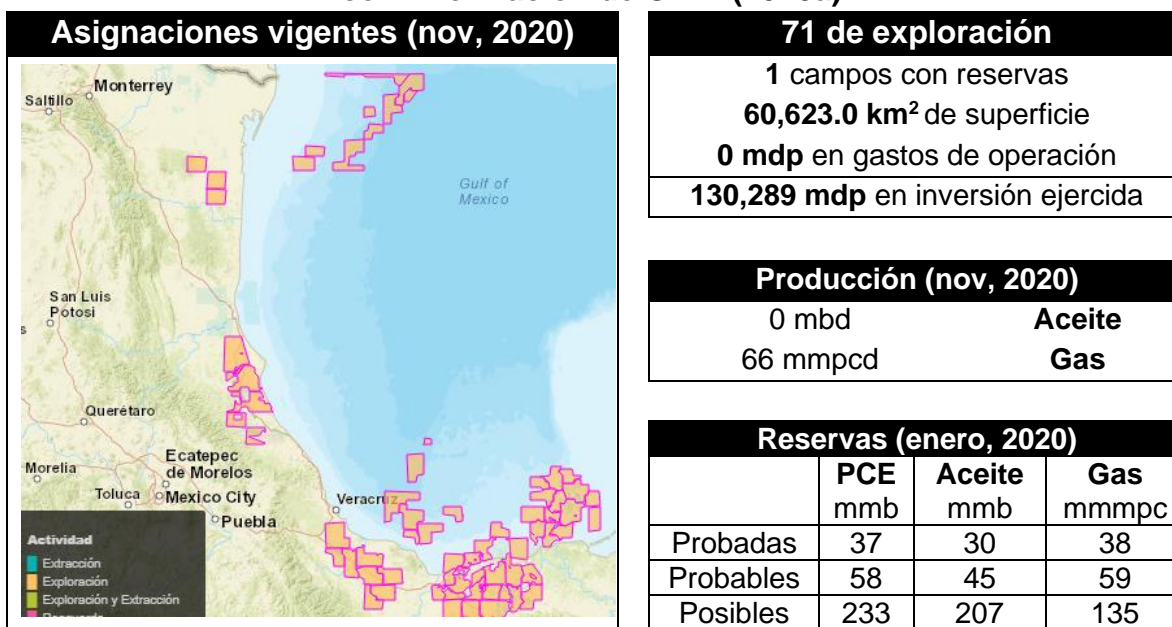 Asignaciones vigentes (nov, 2020)
Monterrey
Saltillo
Gulf of
Mexico
San Luis
Potosi
Querétaro
Ecatepec
de Morelos
Morelia
Toluca
Mexico City
Veracruz
Puebla
Actividad
Extracción
Exploración
Exploración y Extracción
71 de exploración
1 campos con reservas
60,623.0 km² de superficie
0 mdp en gastos de operación
130,289 mdp en inversión ejercida
Producción (nov, 2020)
0 mbd Aceite
66 mmpcd Gas
Reservas (enero, 2020)
PCE Aceite Gas
mmb mmb mmmpc
Probadas 37 30 38
Probables 58 45 59
Posibles 233 207 135